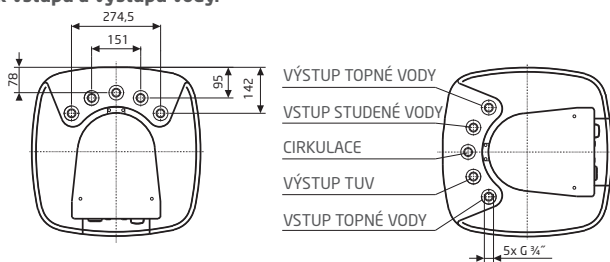 k vstupů a výstupů vody.
274,5
151
78
95
142
VÝSTUP TOPNÉ VODY
VSTUP STUDENÉ VODY
CIRKULACE
VÝSTUP TUV
VSTUP TOPNÉ VODY
5x G ¾˝